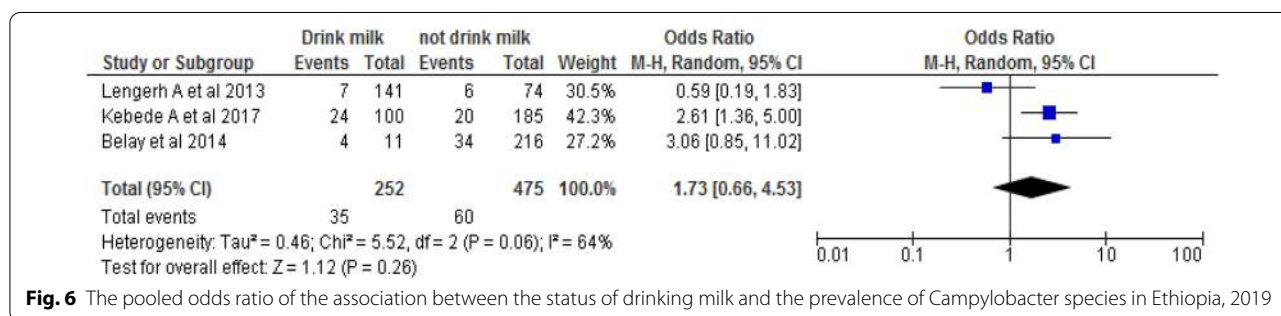 Drink milk not drink milk Odds Ratio Odds Ratio
Study or Subgroup Events Total Events Total Weight M-H, Random, 95% CI M-H, Random, 95% CI
Lengerh A et al 2013 7 141 6 74 30.5% 0.59 [0.19, 1.83]
Kebede A et al 2017 24 100 20 185 42.3% 2.61 [1.36, 5.00]
Belay et al 2014 4 11 34 216 27.2% 3.06 [0.85, 11.02]
Total (95% CI) 252 475 100.0% 1.73 [0.66, 4.53]
Total events 35 60
Heterogeneity: Tau² = 0.46; Chi² = 5.52, df = 2 (P = 0.06); I² = 64%
Test for overall effect: Z = 1.12 (P = 0.26)
0.01 0.1 1 10 100
Fig. 6 The pooled odds ratio of the association between the status of drinking milk and the prevalence of Campylobacter species in Ethiopia, 2019